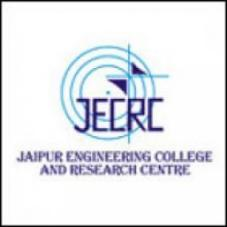 JECRC
JAIPUR ENGINEERING COLLEGE
AND RESEARCH CENTRE